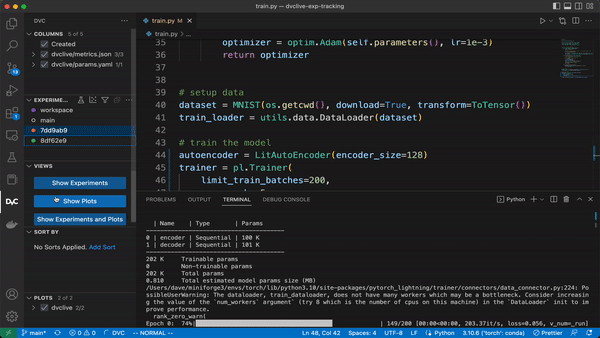 train.py — dvclive-exp-tracking
DVC
COLUMNS 5 of 5
Created
dvclive/metrics.json 3/3
dvclive/params.yaml 1/1
EXPERIME...
workspace
main
7dd9ab9
8df62e9
VIEWS
Show Experiments
Show Plots
Show Experiments and Plots
SORT BY
No Sorts Applied. Add Sort
PLOTS 2 of 2
dvclive 2/2
train.py M
train.py > ...
35 optimizer = optim.Adam(self.parameters(), lr=1e-3)
36 return optimizer
37
38
39 # setup data
40 dataset = MNIST(os.getcwd(), download=True, transform=ToTensor())
41 train_loader = utils.data.DataLoader(dataset)
42
43 # train the model
44 autoencoder = LitAutoEncoder(encoder_size=128)
45 trainer = pl.Trainer(
46 limit_train_batches=200,
PROBLEMS OUTPUT TERMINAL DEBUG CONSOLE
Python
| Name | Type | Params
0 | encoder | Sequential | 100 K
1 | decoder | Sequential | 101 K
202 K Trainable params
0 Non-trainable params
202 K Total params
0.810 Total estimated model params size (MB)
/Users/dave/miniforge3/envs/torch/lib/python3.10/site-packages/pytorch_lightning/trainer/connectors/data_connector.py:224: Po
ssibleUserWarning: The dataloader, train_dataloader, does not have many workers which may be a bottleneck. Consider increasin
g the value of the `num_workers` argument` (try 8 which is the number of cpus on this machine) in the `DataLoader` init to im
prove performance.
rank_zero_warn(
Epoch 0: 74% | 149/200 [00:00<00:00, 203.37it/s, loss=0.056, v_num=_run]
main* 0 0 DVC -- NORMAL -- Ln 48, Col 42 Spaces: 4 UTF-8 LF Python 3.10.6 ('torch': conda) Prettier